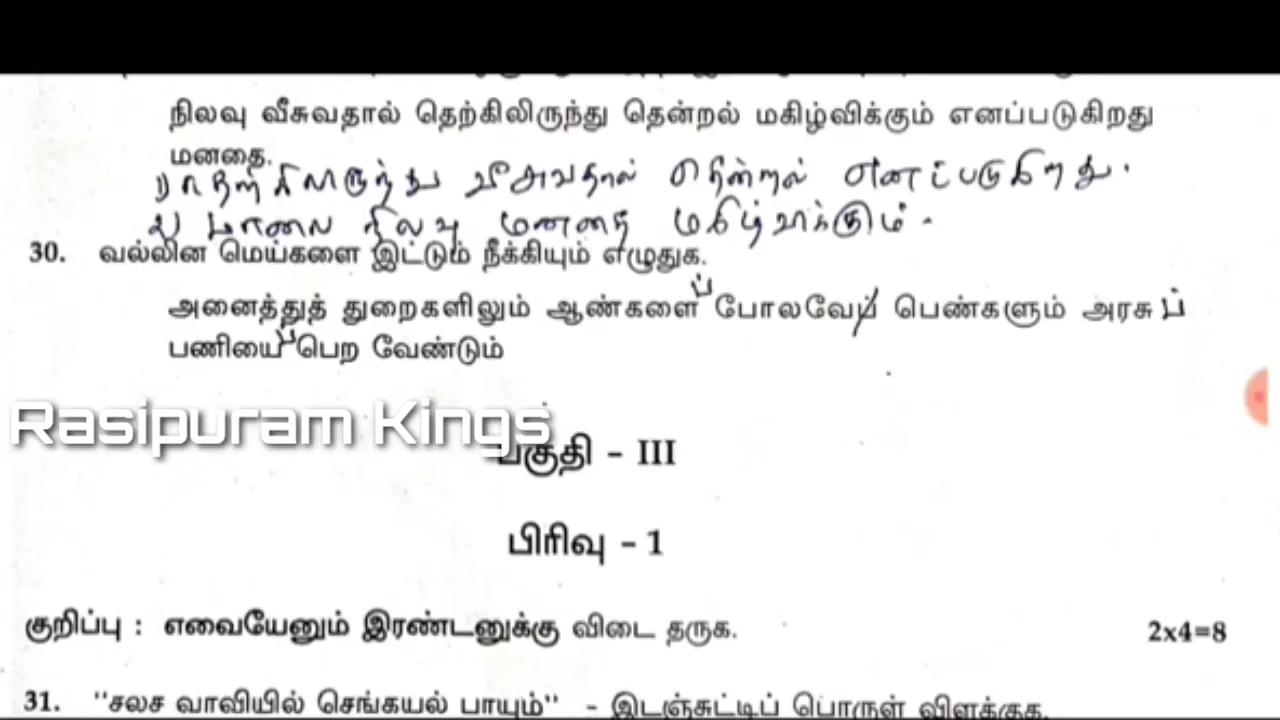 நிலவு வீசுவதால் தெற்கிலிருந்து தென்றல் மகிழ்விக்கும் எனப்படுகிறது
மனதை.
1) தெற்கிலிருந்து வீசுவதால் தென்றல் எனப்படுகிறது.
2) மாலை நிலவு மனதை மகிழ்விக்கும்.
30. வல்லின மெய்களை இட்டும் நீக்கியும் எழுதுக.
அனைத்துத் துறைகளிலும் ஆண்களைப் போலவேப் பெண்களும் அரசுப்
பணியைப் பெற வேண்டும்
Rasipuram Kings
பகுதி - III
பிரிவு - 1
குறிப்பு : எவையேனும் இரண்டனுக்கு விடை தருக. 2x4=8
31. "சலச வாவியில் செங்கயல் பாயும்" - இடஞ்சுட்டிப் பொருள் விளக்குக.